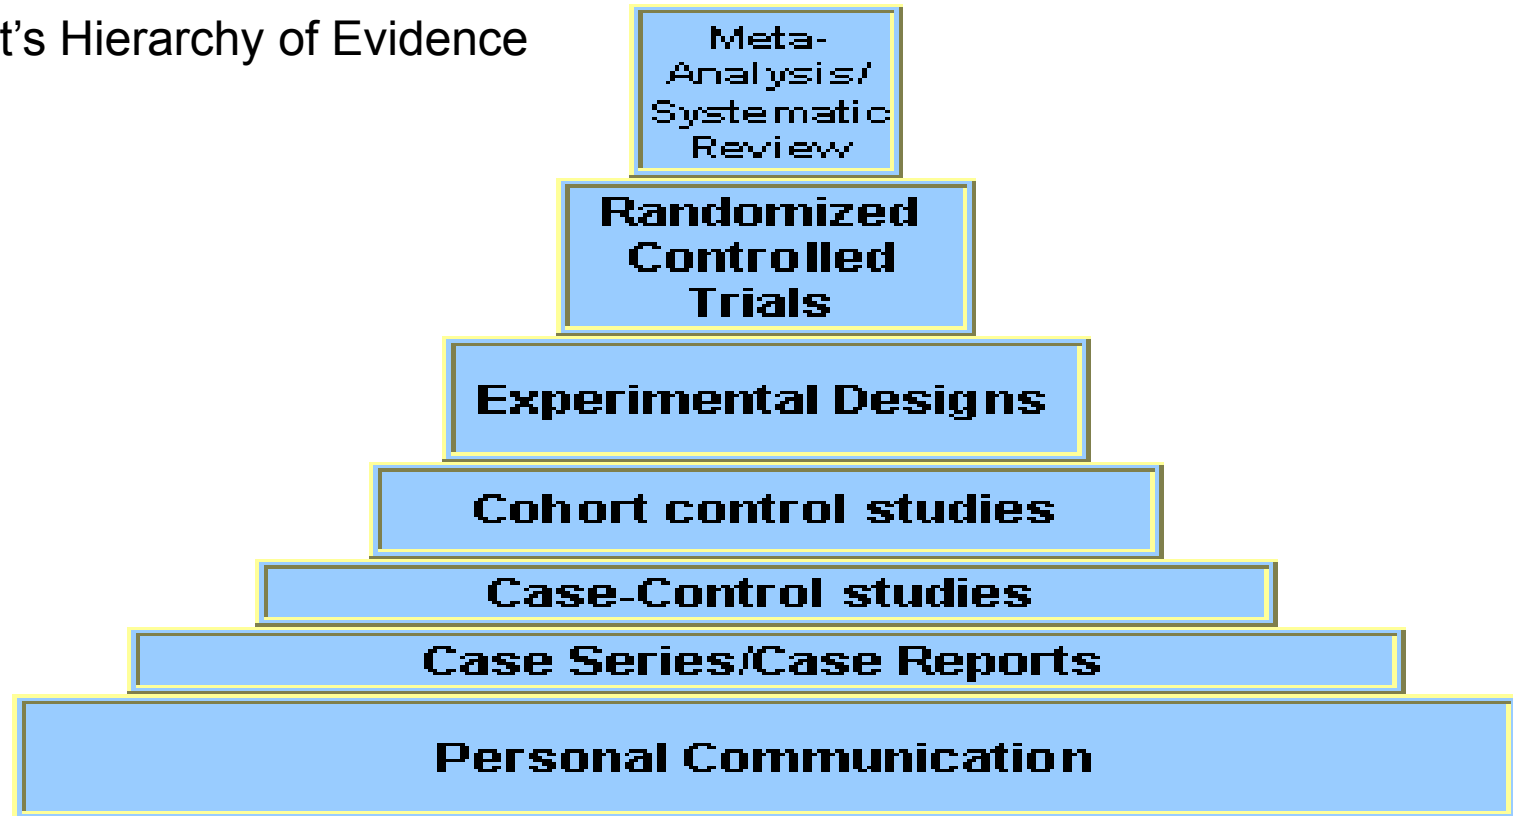 t’s Hierarchy of Evidence
Meta-
Analysis/
Systematic
Review
Randomized
Controlled
Trials
Experimental Designs
Cohort control studies
Case-Control studies
Case Series/Case Reports
Personal Communication